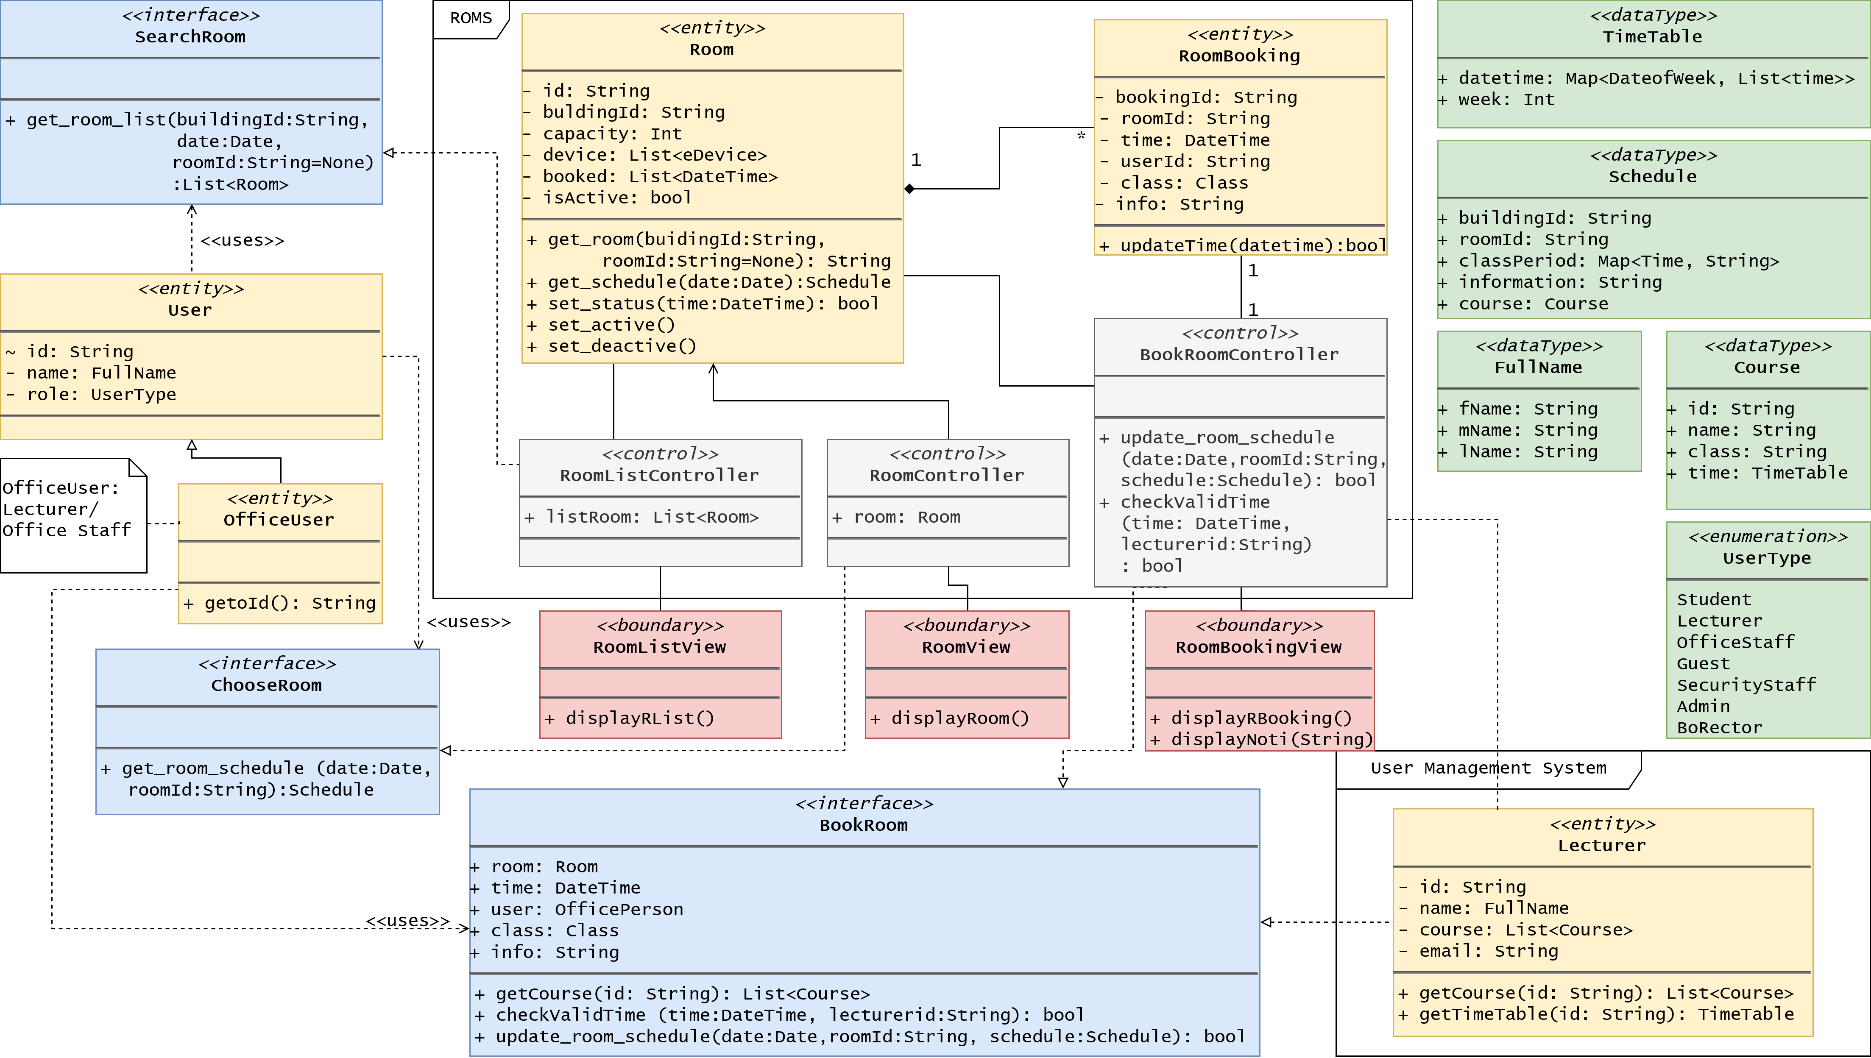 <<interface>>
SearchRoom
+ get_room_list(buildingId:String,
date:Date,
roomId:String=None)
:List<Room>
<<uses>>
<<entity>>
User
~ id: String
- name: FullName
- role: UserType
OfficeUser:
Lecturer/
Office Staff
<<entity>>
OfficeUser
+ getoId(): String
<<uses>>
<<interface>>
ChooseRoom
+ get_room_schedule (date:Date,
roomId:String):Schedule
<<uses>>
ROMS
<<entity>>
Room
- id: String
- buldingId: String
- capacity: Int
- device: List<eDevice>
- booked: List<DateTime>
- isActive: bool
+ get_room(buidingId:String,
roomId:String=None): String
+ get_schedule(date:Date):Schedule
+ set_status(time:DateTime): bool
+ set_active()
+ set_deactive()
1
*
<<entity>>
RoomBooking
- bookingId: String
- roomId: String
- time: DateTime
- userId: String
- class: Class
- info: String
+ updateTime(datetime):bool
1
1
<<control>>
BookRoomController
+ update_room_schedule
(date:Date,roomId:String,
schedule:Schedule): bool
+ checkValidTime
(time: DateTime,
lecturerid:String)
: bool
<<control>>
RoomListController
+ listRoom: List<Room>
<<control>>
RoomController
+ room: Room
<<boundary>>
RoomListView
+ displayRList()
<<boundary>>
RoomView
+ displayRoom()
<<boundary>>
RoomBookingView
+ displayRBooking()
+ displayNoti(String)
<<interface>>
BookRoom
+ room: Room
+ time: DateTime
+ user: OfficePerson
+ class: Class
+ info: String
+ getCourse(id: String): List<Course>
+ checkValidTime (time:DateTime, lecturerid:String): bool
+ update_room_schedule(date:Date,roomId:String, schedule:Schedule): bool
<<dataType>>
TimeTable
+ datetime: Map<DateofWeek, List<time>>
+ week: Int
<<dataType>>
Schedule
+ buildingId: String
+ roomId: String
+ classPeriod: Map<Time, String>
+ information: String
+ course: Course
<<dataType>>
FullName
+ fName: String
+ mName: String
+ lName: String
<<dataType>>
Course
+ id: String
+ name: String
+ class: String
+ time: TimeTable
<<enumeration>>
UserType
Student
Lecturer
OfficeStaff
Guest
SecurityStaff
Admin
BoRector
User Management System
<<entity>>
Lecturer
- id: String
- name: FullName
- course: List<Course>
- email: String
+ getCourse(id: String): List<Course>
+ getTimeTable(id: String): TimeTable